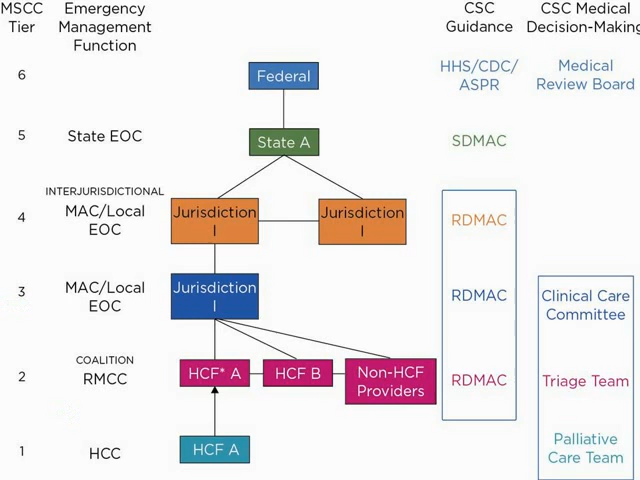 MSCC
Tier
Emergency
Management
Function
CSC
Guidance
CSC Medical
Decision-Making
6
Federal
HHS/CDC/
ASPR
Medical
Review Board
5
State EOC
State A
SDMAC
4
INTERJURISDICTIONAL
MAC/Local
EOC
Jurisdiction
I
Jurisdiction
I
RDMAC
3
MAC/Local
EOC
Jurisdiction
I
RDMAC
Clinical Care
Committee
2
COALITION
RMCC
HCF* A
HCF B
Non-HCF
Providers
RDMAC
Triage Team
1
HCC
HCF A
Palliative
Care Team